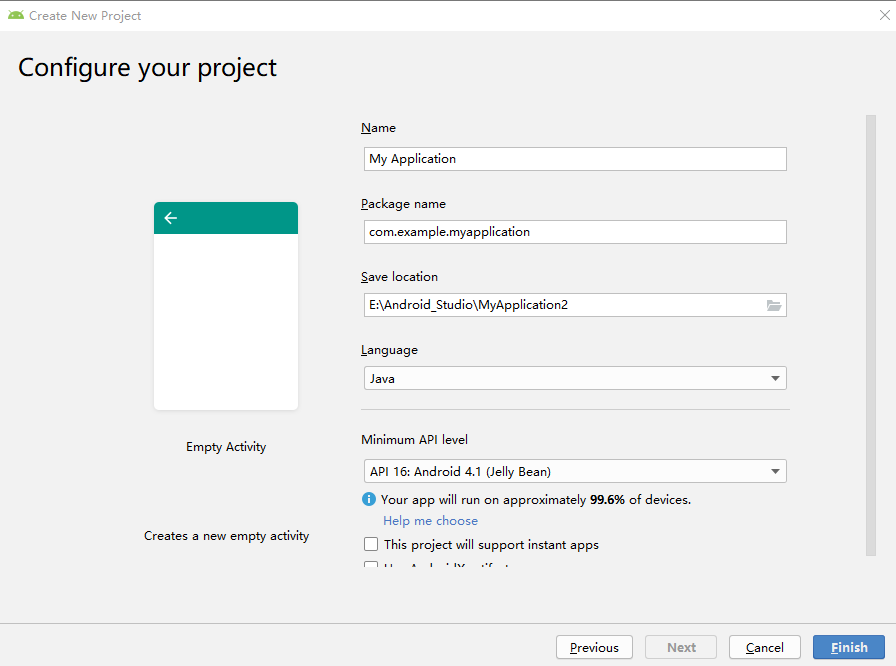 Create New Project
Configure your project
Name
My Application
Package name
com.example.myapplication
Save location
E:\Android_Studio\MyApplication2
Language
Java
Empty Activity
Minimum API level
API 16: Android 4.1 (Jelly Bean)
Your app will run on approximately 99.6% of devices.
Help me choose
Creates a new empty activity
This project will support instant apps
Previous
Next
Cancel
Finish